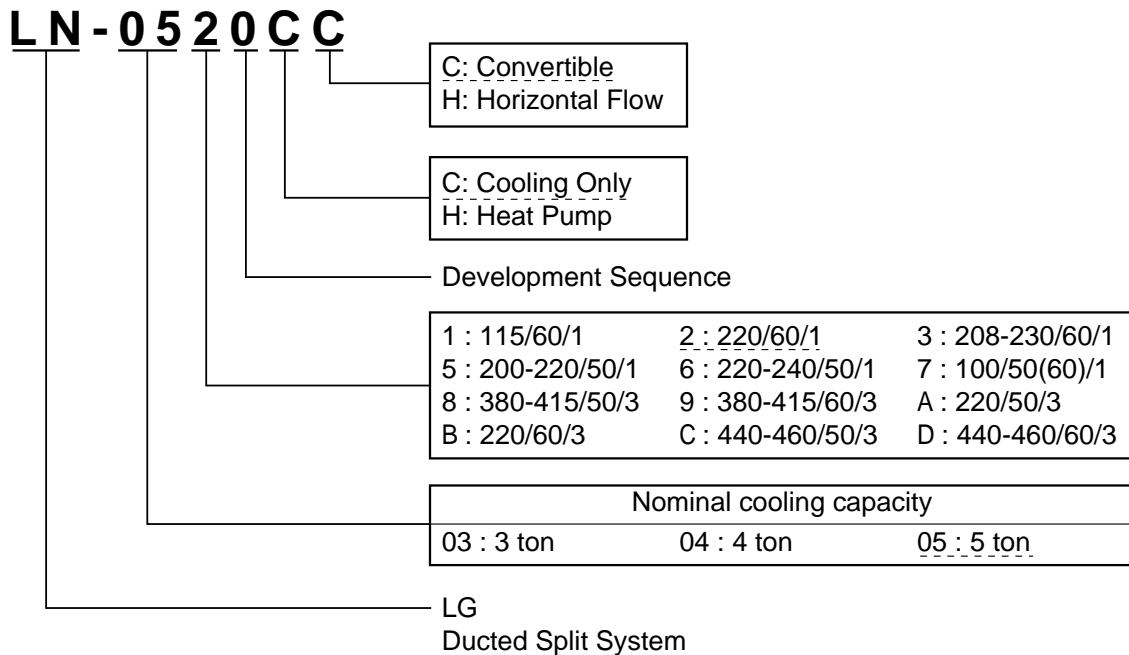 LN-0520CC
C: Convertible
H: Horizontal Flow
C: Cooling Only
H: Heat Pump
Development Sequence
1 : 115/60/1 2 : 220/60/1 3 : 208-230/60/1
5 : 200-220/50/1 6 : 220-240/50/1 7 : 100/50(60)/1
8 : 380-415/50/3 9 : 380-415/60/3 A : 220/50/3
B : 220/60/3 C : 440-460/50/3 D : 440-460/60/3
Nominal cooling capacity
03 : 3 ton 04 : 4 ton 05 : 5 ton
LG
Ducted Split System